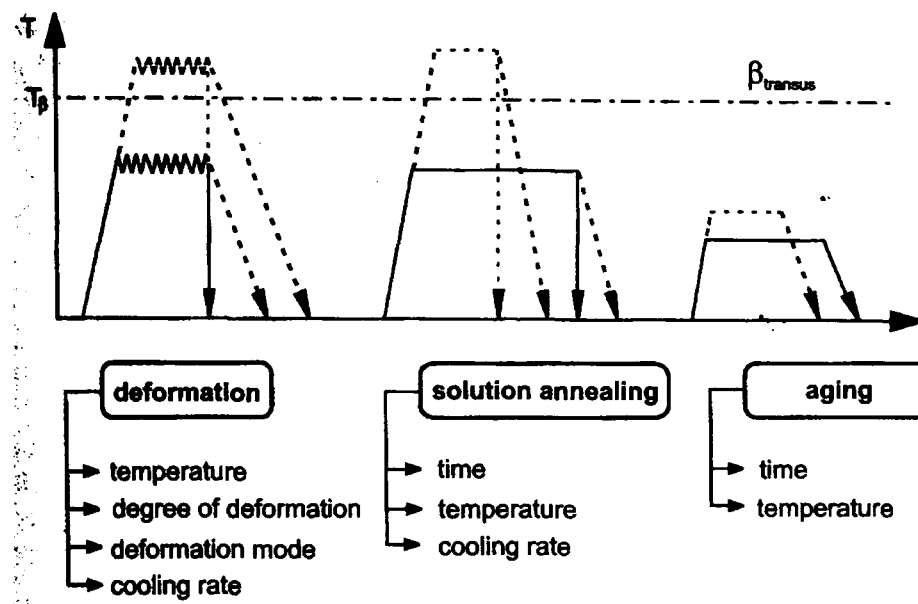 T
Tβ
βtransus
deformation
temperature
degree of deformation
deformation mode
cooling rate
solution annealing
time
temperature
cooling rate
aging
time
temperature